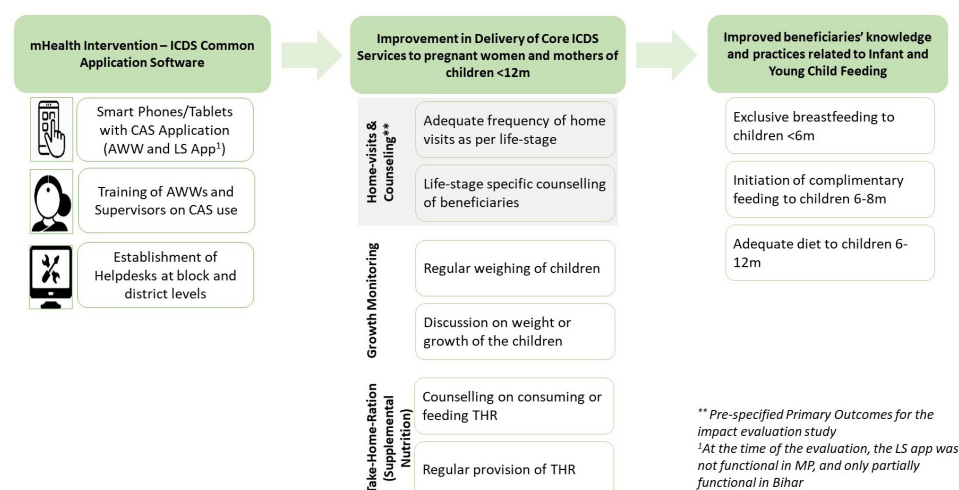 mHealth Intervention – ICDS Common
Application Software
Smart Phones/Tablets
with CAS Application
(AWW and LS App¹)
Training of AWWs and
Supervisors on CAS use
Establishment of
Helpdesks at block and
district levels
Improvement in Delivery of Core ICDS
Services to pregnant women and mothers of
children <12m
Home-visits &
Counseling**
Adequate frequency of home
visits as per life-stage
Life-stage specific counselling
of beneficiaries
Growth Monitoring
Regular weighing of children
Discussion on weight or
growth of the children
Take-Home-Ration
(Supplemental
Nutrition)
Counselling on consuming or
feeding THR
Regular provision of THR
Improved beneficiaries’ knowledge
and practices related to Infant and
Young Child Feeding
Exclusive breastfeeding to
children <6m
Initiation of complimentary
feeding to children 6-8m
Adequate diet to children 6-
12m
** Pre-specified Primary Outcomes for the
impact evaluation study
¹At the time of the evaluation, the LS app was
not functional in MP, and only partially
functional in Bihar